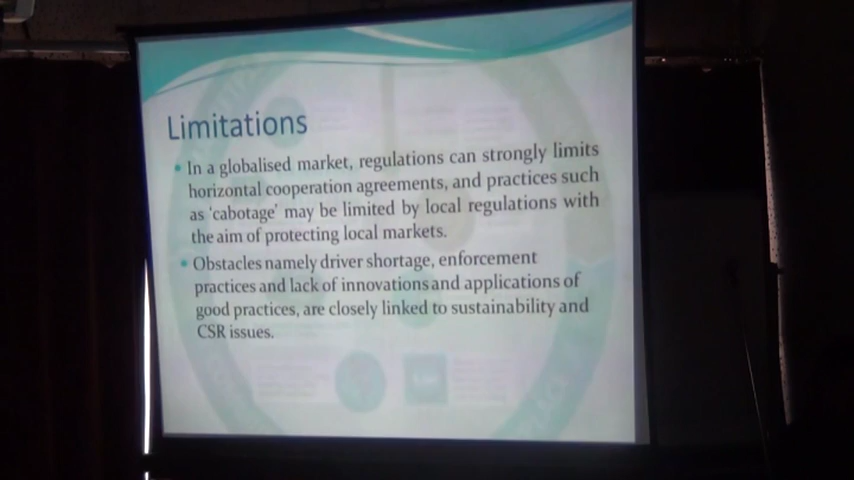 Limitations
• In a globalised market, regulations can strongly limits
horizontal cooperation agreements, and practices such
as 'cabotage' may be limited by local regulations with
the aim of protecting local markets.
• Obstacles namely driver shortage, enforcement
practices and lack of innovations and applications of
good practices, are closely linked to sustainability and
CSR issues.